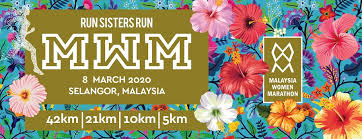 RUN SISTERS RUN
MWM
8 MARCH 2020
SELANGOR, MALAYSIA
42km|21km|10km|5km
MALAYSIA
WOMEN
MARATHON